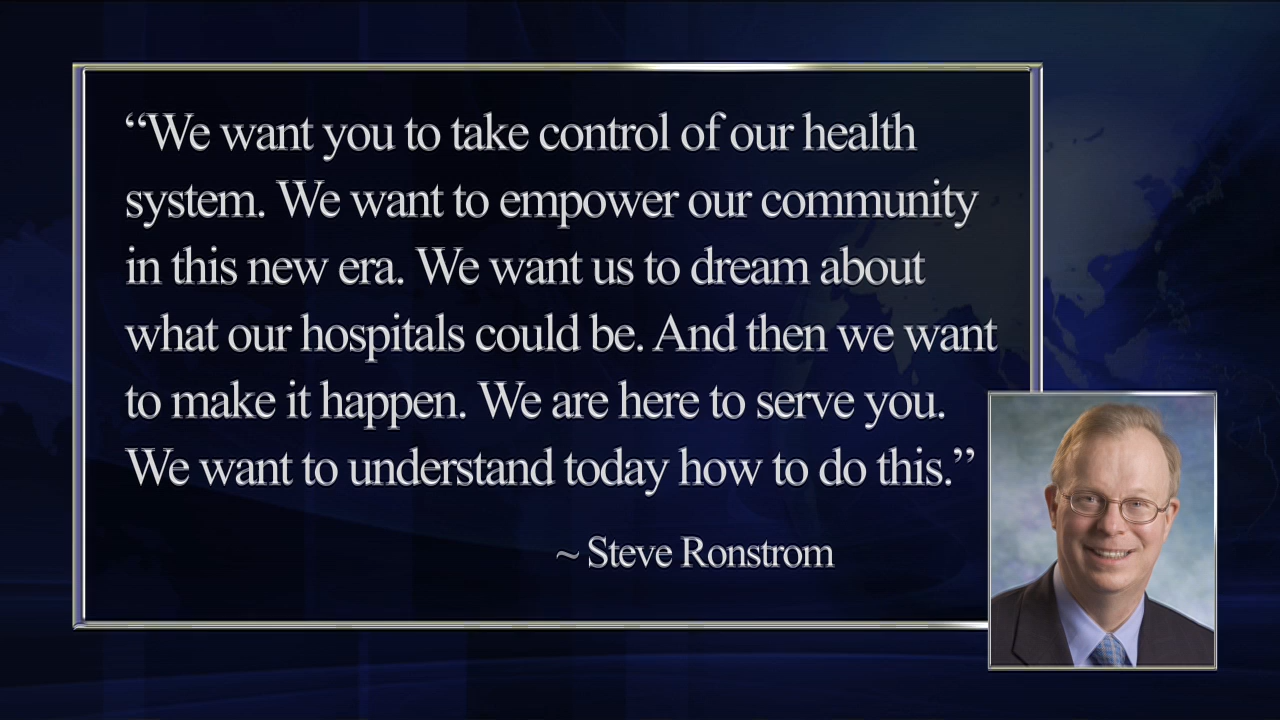 “We want you to take control of our health
system. We want to empower our community
in this new era. We want us to dream about
what our hospitals could be. And then we want
to make it happen. We are here to serve you.
We want to understand today how to do this.”
~ Steve Ronstrom